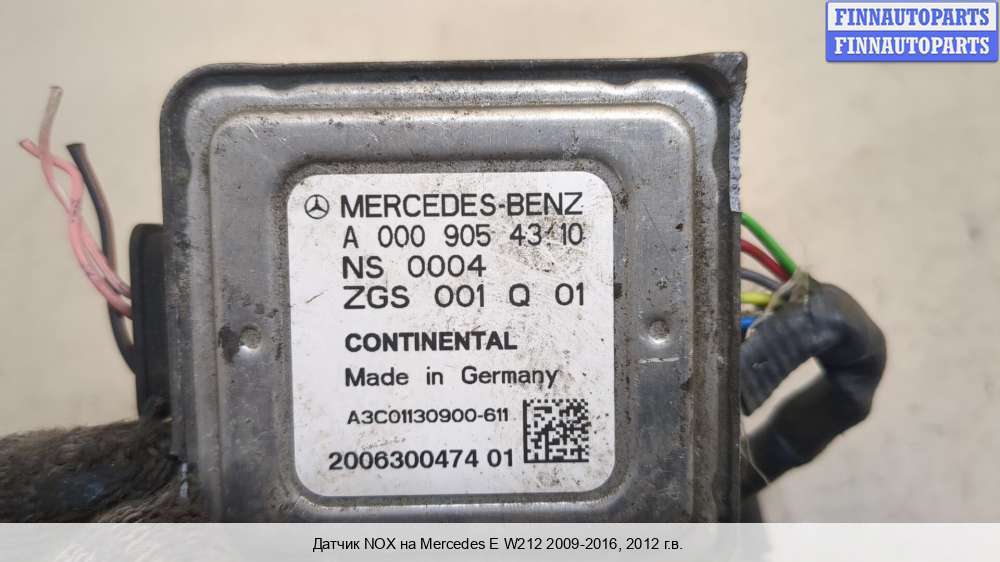 FINNAUTOPARTS
FINNAUTOPARTS
MERCEDES-BENZ
A 000 905 43 10
NS 0004
ZGS 001 Q 01
CONTINENTAL
Made in Germany
A3C01130900-611
2006300474 01
Датчик NOX на Mercedes E W212 2009-2016, 2012 г.в.